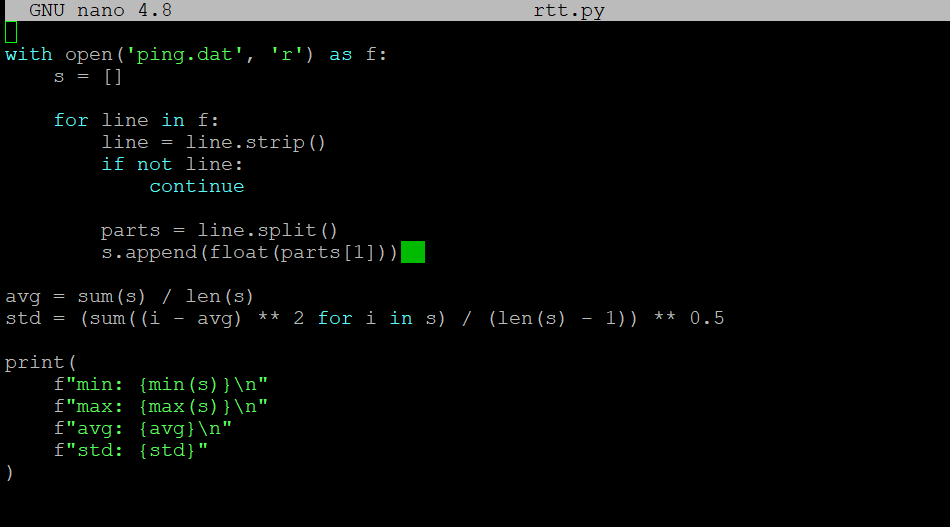 GNU nano 4.8 rtt.py
with open('ping.dat', 'r') as f:
    s = []
    for line in f:
        line = line.strip()
        if not line:
            continue
        parts = line.split()
        s.append(float(parts[1]))
avg = sum(s) / len(s)
std = (sum((i - avg) ** 2 for i in s) / (len(s) - 1)) ** 0.5
print(
    f"min: {min(s)}\n"
    f"max: {max(s)}\n"
    f"avg: {avg}\n"
    f"std: {std}"
)